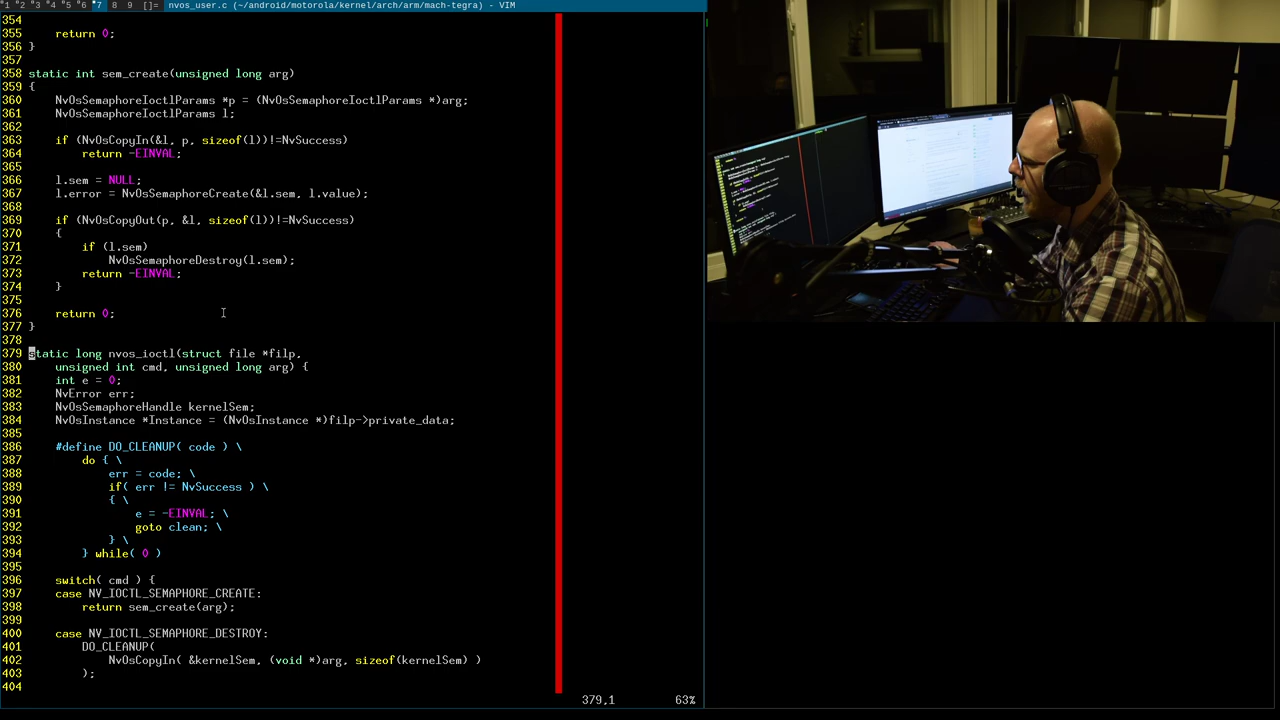 1 2 3 4 5 6 7 8 9 []= nvos_user.c (~/android/motorola/kernel/arch/arm/mach-tegra) - VIM
354
355     return 0;
356 }
357
358 static int sem_create(unsigned long arg)
359 {
360     NvOsSemaphoreIoctlParams *p = (NvOsSemaphoreIoctlParams *)arg;
361     NvOsSemaphoreIoctlParams l;
362
363     if (NvOsCopyIn(&l, p, sizeof(l))!=NvSuccess)
364         return -EINVAL;
365
366     l.sem = NULL;
367     l.error = NvOsSemaphoreCreate(&l.sem, l.value);
368
369     if (NvOsCopyOut(p, &l, sizeof(l))!=NvSuccess)
370     {
371         if (l.sem)
372             NvOsSemaphoreDestroy(l.sem);
373         return -EINVAL;
374     }
375
376     return 0;
377 }
378
379 static long nvos_ioctl(struct file *filp,
380     unsigned int cmd, unsigned long arg) {
381     int e = 0;
382     NvError err;
383     NvOsSemaphoreHandle kernelSem;
384     NvOsInstance *Instance = (NvOsInstance *)filp->private_data;
385
386     #define DO_CLEANUP( code ) \
387         do { \
388             err = code; \
389             if( err != NvSuccess ) \
390             { \
391                 e = -EINVAL; \
392                 goto clean; \
393             } \
394         } while( 0 )
395
396     switch( cmd ) {
397     case NV_IOCTL_SEMAPHORE_CREATE:
398         return sem_create(arg);
399
400     case NV_IOCTL_SEMAPHORE_DESTROY:
401         DO_CLEANUP(
402             NvOsCopyIn( &kernelSem, (void *)arg, sizeof(kernelSem) )
403         );
404
379,1 63%